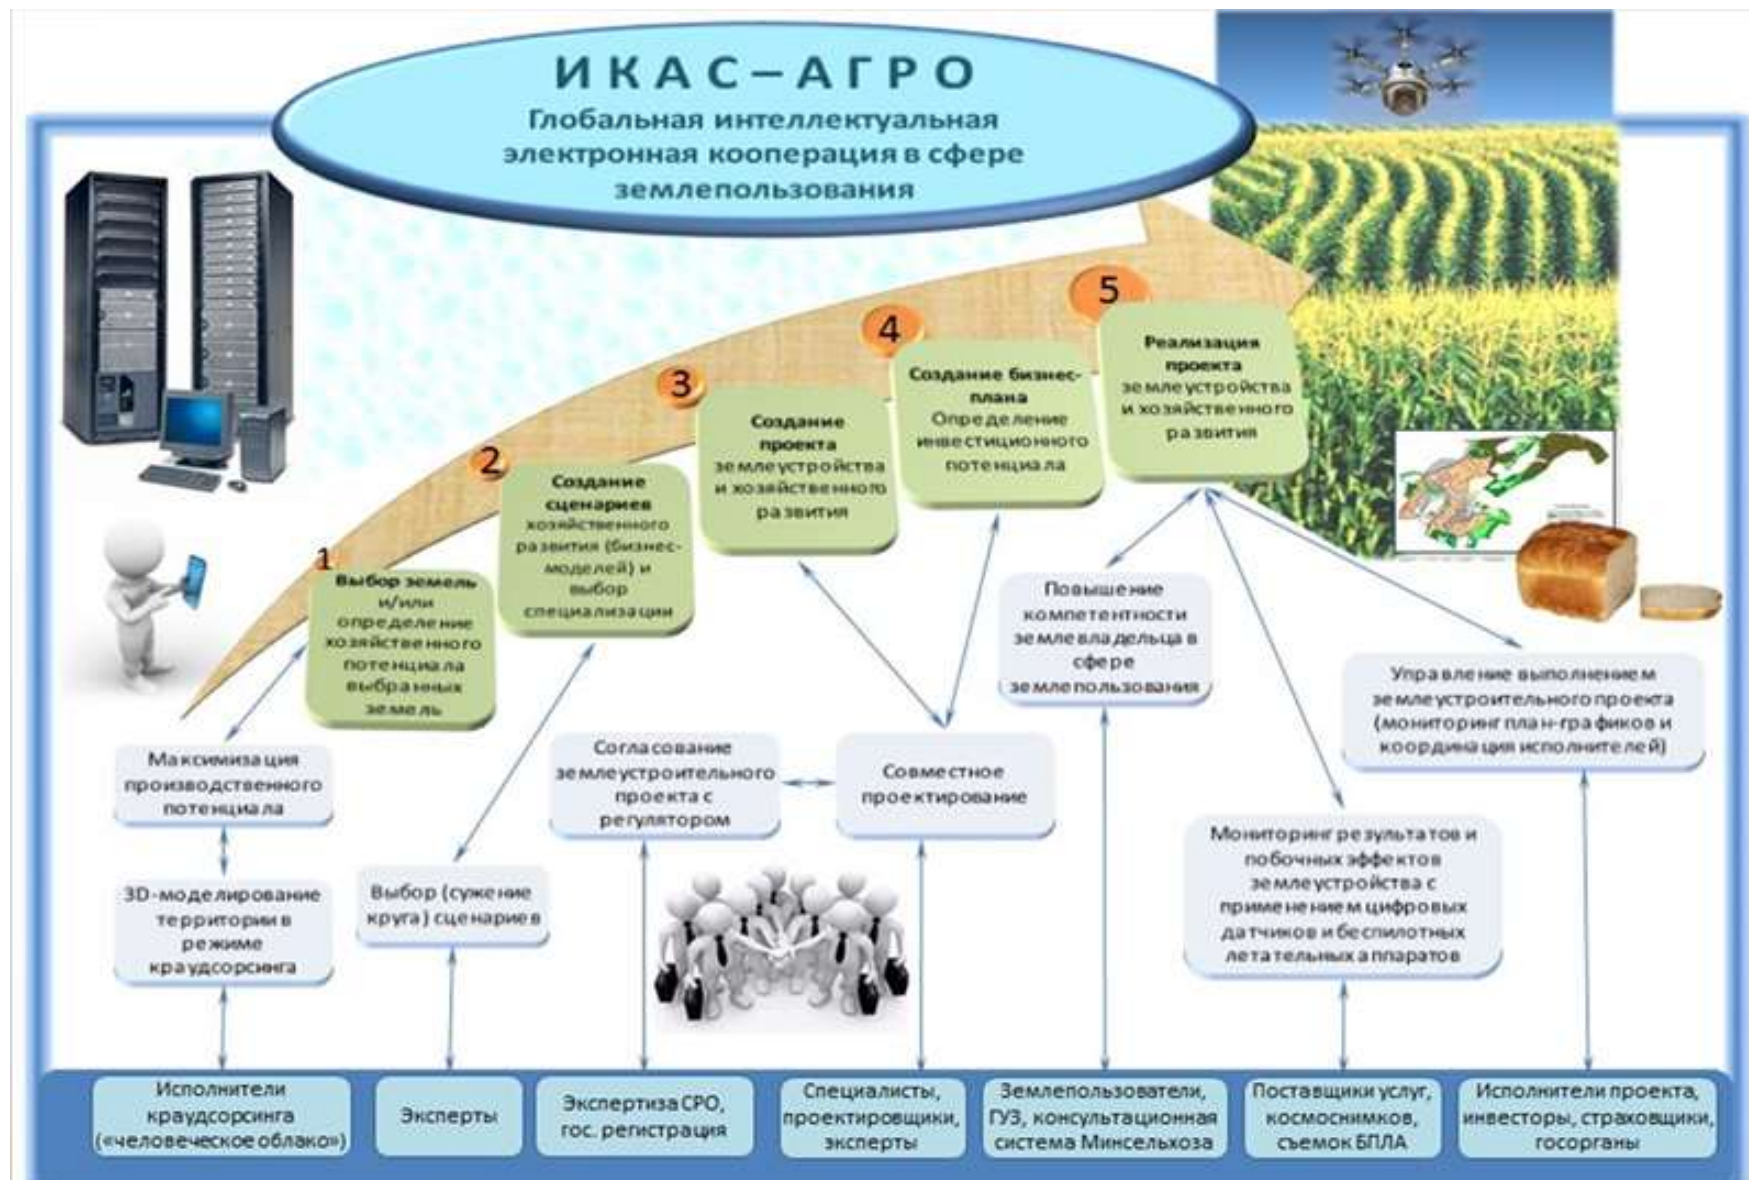 ИКАС–АГРО
Глобальная интеллектуальная
электронная кооперация в сфере
землепользования
1
Выбор земель
и/или
определение
хозяйственного
потенциала
выбранных
земель
2
Создание
сценариев
хозяйственного
развития (бизнес-
моделей) и
выбор
специализации
3
Создание
проекта
землеустройства
и хозяйственного
развития
4
Создание бизнес-
плана
Определение
инвестиционного
потенциала
5
Реализация
проекта
землеустройства
и хозяйственного
развития
Максимизация
производственного
потенциала
3D-моделирование
территории в
режиме
краудсорсинга
Выбор (сужение
круга) сценариев
Согласование
землеустроительного
проекта с
регулятором
Совместное
проектирование
Повышение
компетентности
землевладельца в
сфере
землепользования
Мониторинг результатов и
побочных эффектов
землеустройства с
применением цифровых
датчиков и беспилотных
летательных аппаратов
Управление выполнением
землеустроительного проекта
(мониторинг план-графиков и
координация исполнителей)
Исполнители
краудсорсинга
(«человеческое облако»)
Эксперты
Экспертиза СРО,
гос. регистрация
Специалисты,
проектировщики,
эксперты
Землепользователи,
ГУЗ, консультационная
система Минсельхоза
Поставщики услуг,
космоснимков,
съемок БПЛА
Исполнители проекта,
инвесторы, страховщики,
госорганы